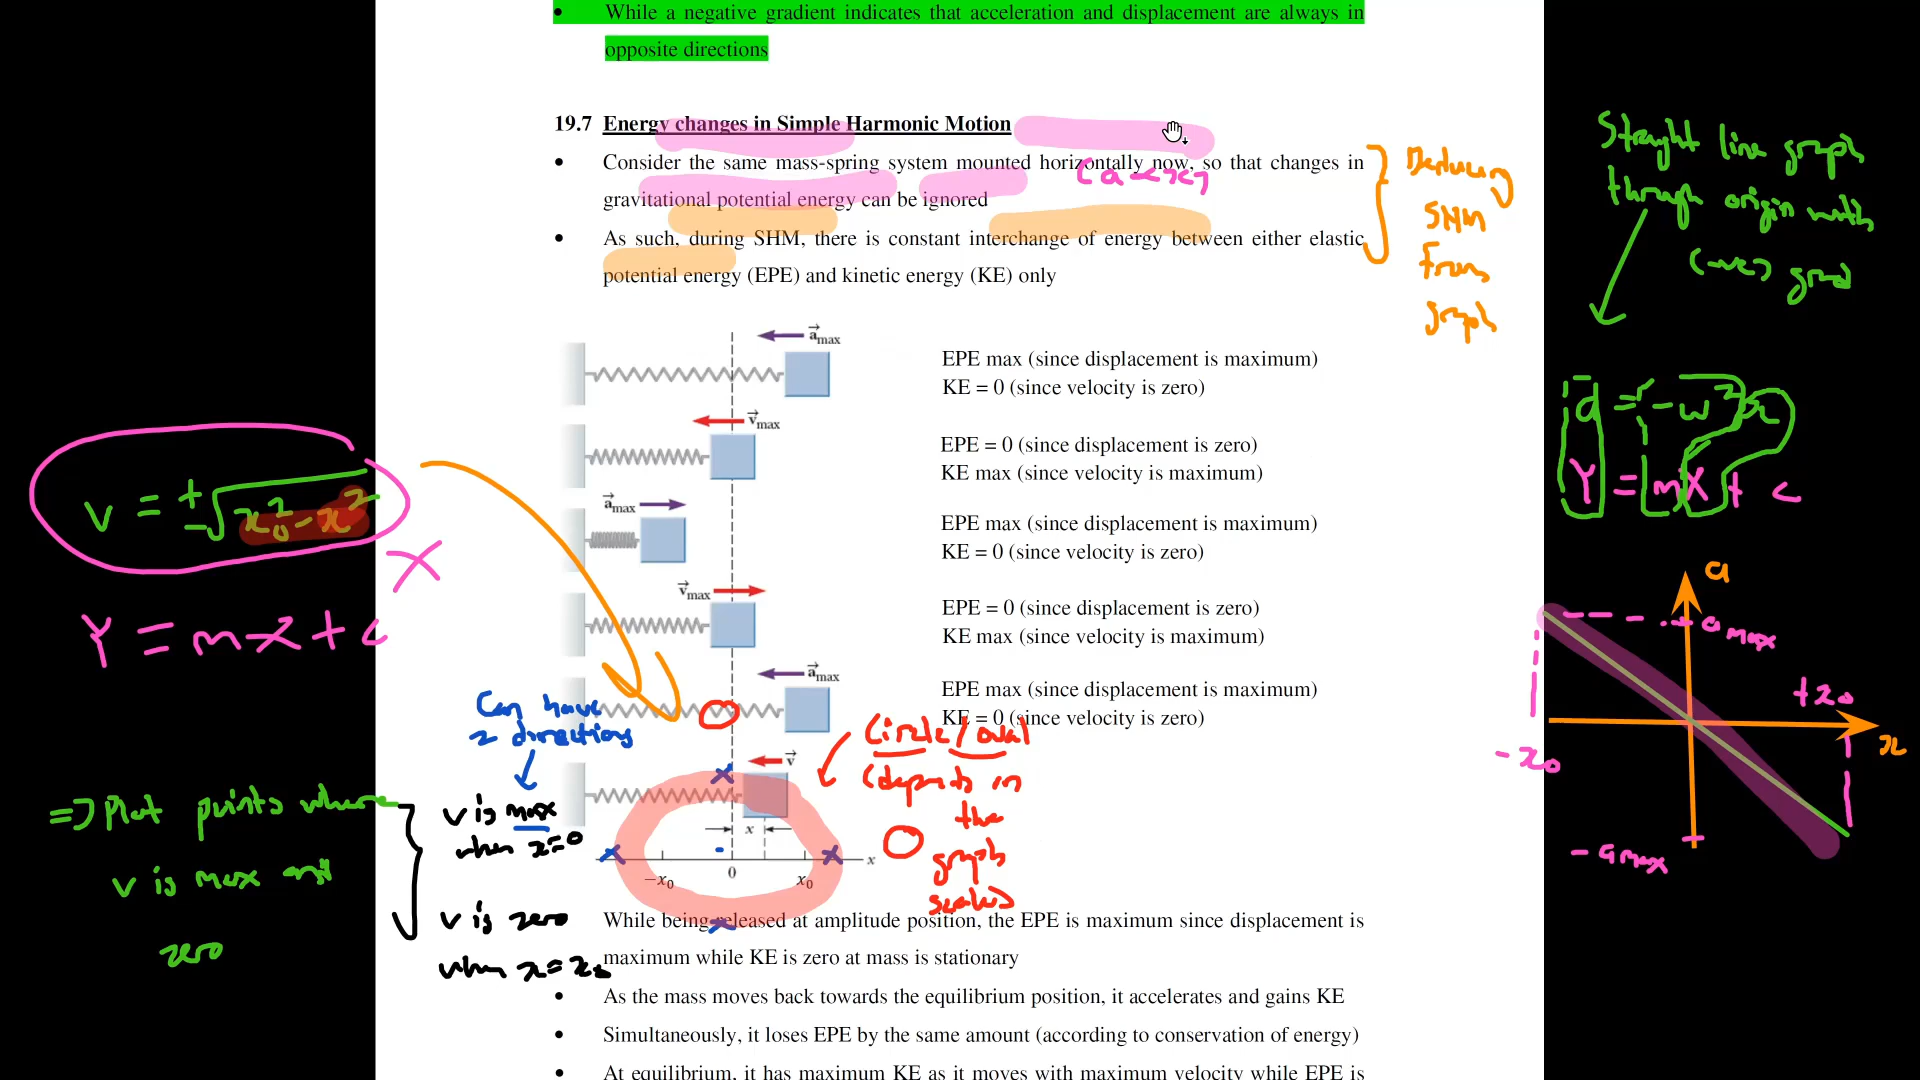 • While a negative gradient indicates that acceleration and displacement are always in
opposite directions
19.7 Energy changes in Simple Harmonic Motion
• Consider the same mass-spring system mounted horizontally now, so that changes in
gravitational potential energy can be ignored
• As such, during SHM, there is constant interchange of energy between either elastic
potential energy (EPE) and kinetic energy (KE) only
Deducing
SHM
from
graph
Straight line graph
through origin with
(-ve) grad
a = -w²x
Y = mX + c
a
a max
+x₀
x
-x₀
-a max
a max
EPE max (since displacement is maximum)
KE = 0 (since velocity is zero)
v max
EPE = 0 (since displacement is zero)
KE max (since velocity is maximum)
a max
EPE max (since displacement is maximum)
KE = 0 (since velocity is zero)
v max
EPE = 0 (since displacement is zero)
KE max (since velocity is maximum)
a max
EPE max (since displacement is maximum)
KE = 0 (since velocity is zero)
v
x
-x₀ 0 x₀ x
v = ±√x₀² - x²
Y = mx + c
Can have
2 directions
=> Plot points where
v is max and
zero
v is max
when x=0
v is zero
when x=x₀
Circle/oval
(depends on
the
graph
scales)
While being released at amplitude position, the EPE is maximum since displacement is
maximum while KE is zero at mass is stationary
• As the mass moves back towards the equilibrium position, it accelerates and gains KE
• Simultaneously, it loses EPE by the same amount (according to conservation of energy)
• At equilibrium, it has maximum KE as it moves with maximum velocity while EPE is